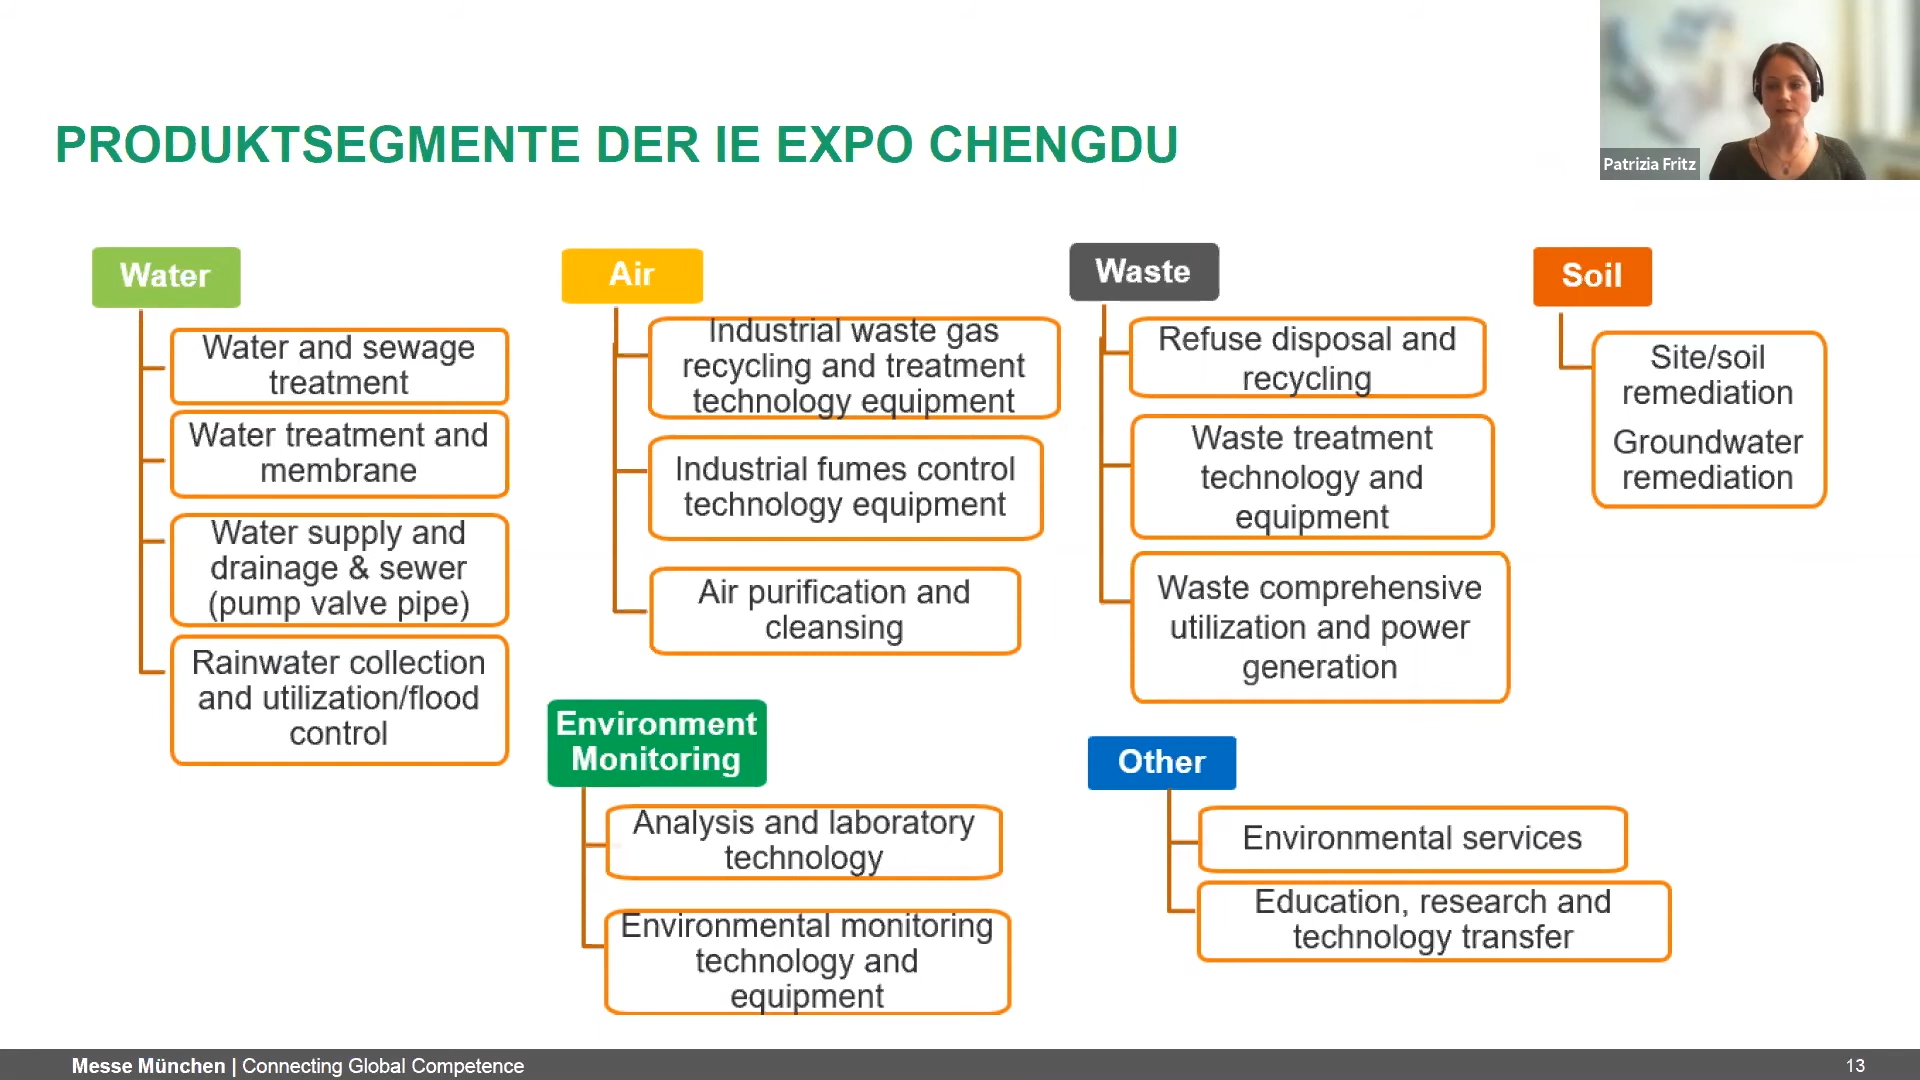 PRODUKTSEGMENTE DER IE EXPO CHENGDU
Patrizia Fritz
Water
Water and sewage
treatment
Water treatment and
membrane
Water supply and
drainage & sewer
(pump valve pipe)
Rainwater collection
and utilization/flood
control
Air
Industrial waste gas
recycling and treatment
technology equipment
Industrial fumes control
technology equipment
Air purification and
cleansing
Waste
Refuse disposal and
recycling
Waste treatment
technology and
equipment
Waste comprehensive
utilization and power
generation
Soil
Site/soil
remediation
Groundwater
remediation
Environment
Monitoring
Analysis and laboratory
technology
Environmental monitoring
technology and
equipment
Other
Environmental services
Education, research and
technology transfer
Messe München | Connecting Global Competence
13